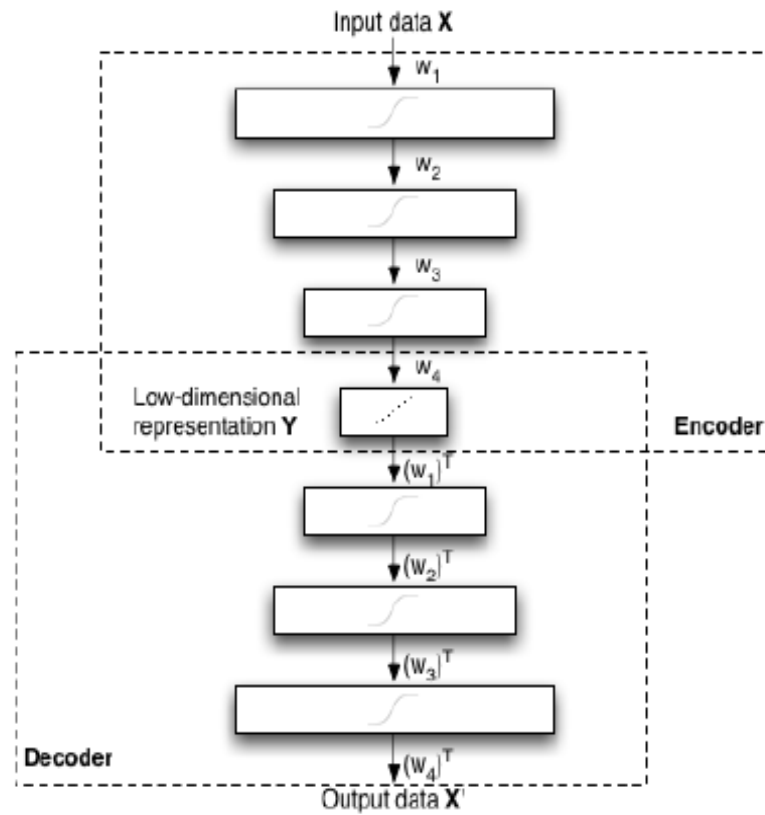 Input data X
w1
w2
w3
w4
Low-dimensional
representation Y
Encoder
(w1)T
(w2)T
(w3)T
Decoder
(w4)T
Output data X'